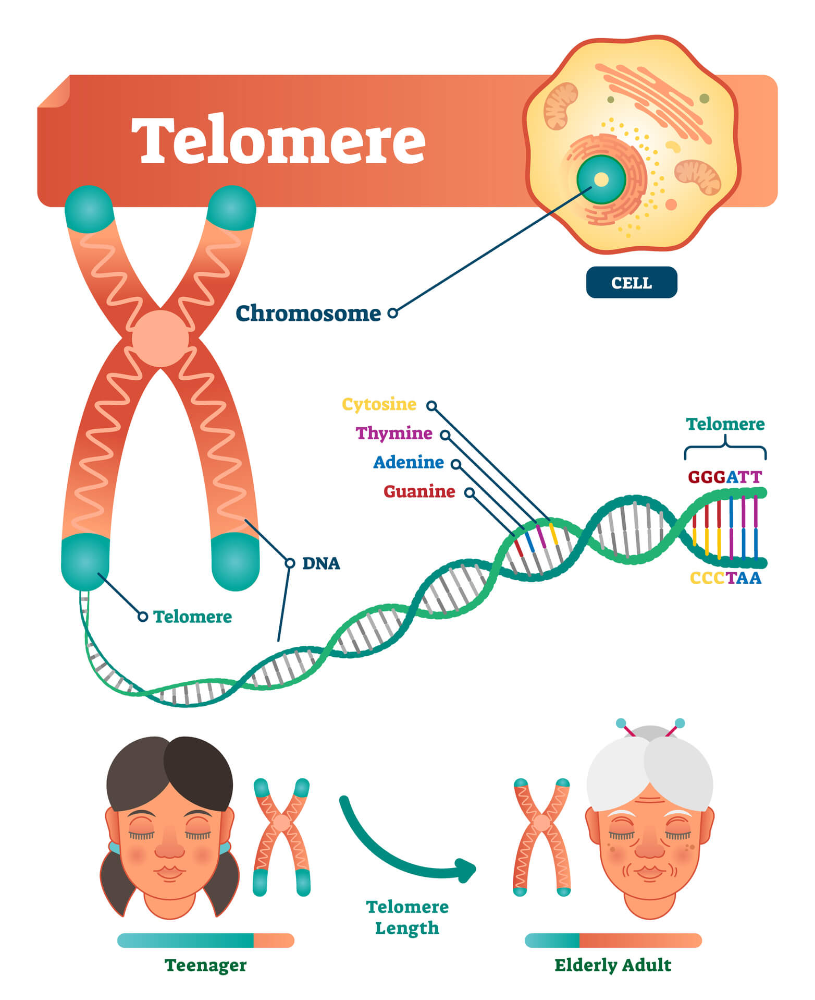 Telomere
CELL
Chromosome
Cytosine
Thymine
Adenine
Guanine
Telomere
GGGATT
CCCTAA
DNA
Telomere
Telomere
Length
Teenager
Elderly Adult